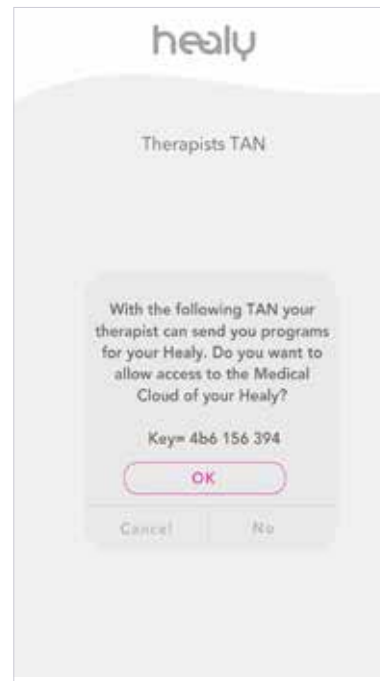 healy
Therapists TAN
With the following TAN your
therapist can send you programs
for your Healy. Do you want to
allow access to the Medical
Cloud of your Healy?
Key= 4b6 156 394
OK
Cancel No